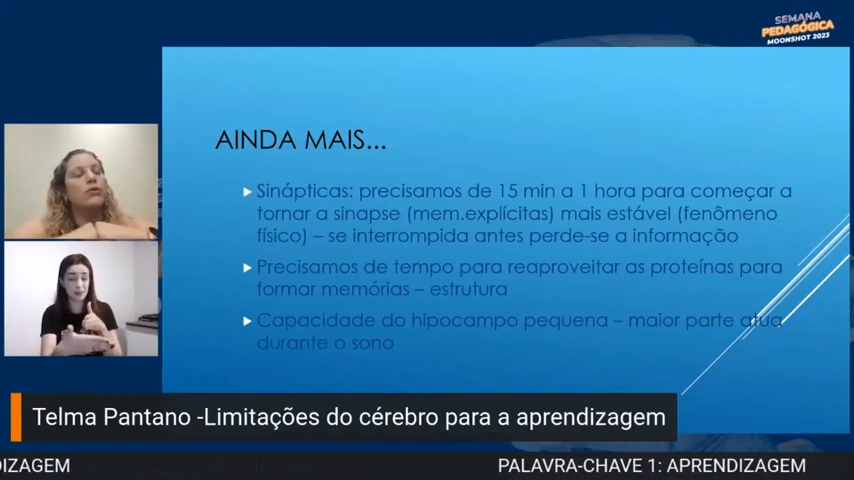 SEMANA
PEDAGÓGICA
MOONSHOT 2023
AINDA MAIS...
Sinápticas: precisamos de 15 min a 1 hora para começar a
tornar a sinapse (mem.explícitas) mais estável (fenômeno
físico) – se interrompida antes perde-se a informação
Precisamos de tempo para reaproveitar as proteínas para
formar memórias – estrutura
Capacidade do hipocampo pequena – maior parte atua
durante o sono
Telma Pantano -Limitações do cérebro para a aprendizagem
DIZAGEM
PALAVRA-CHAVE 1: APRENDIZAGEM